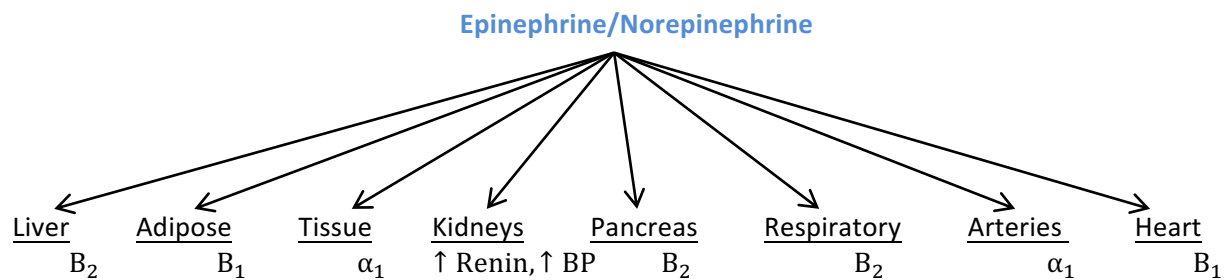 Epinephrine/Norepinephrine
Liver Adipose Tissue Kidneys Pancreas Respiratory Arteries Heart
B₂ B₁ α₁ ↑ Renin, ↑ BP B₂ B₂ α₁ B₁